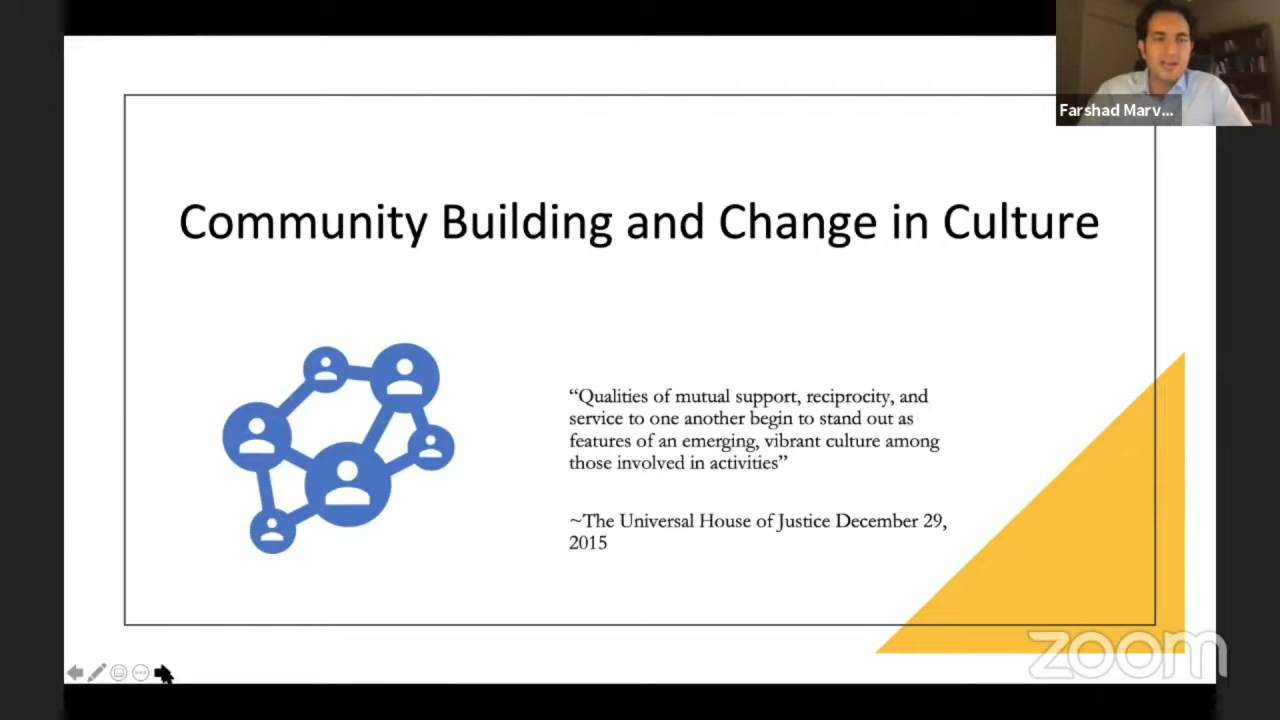 Farshad Marv...
Community Building and Change in Culture
“Qualities of mutual support, reciprocity, and
service to one another begin to stand out as
features of an emerging, vibrant culture among
those involved in activities”
~The Universal House of Justice December 29,
2015
zoom